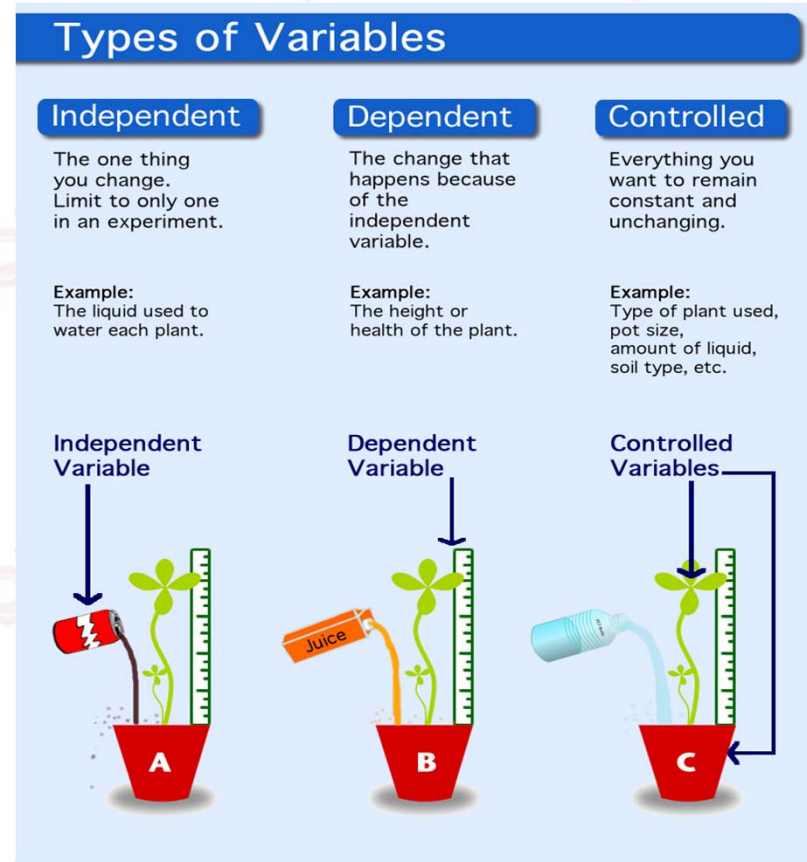 Types of Variables
Independent
The one thing
you change.
Limit to only one
in an experiment.
Example:
The liquid used to
water each plant.
Dependent
The change that
happens because
of the
independent
variable.
Example:
The height or
health of the plant.
Controlled
Everything you
want to remain
constant and
unchanging.
Example:
Type of plant used,
pot size,
amount of liquid,
soil type, etc.
Independent
Variable
Dependent
Variable
Controlled
Variables
Juice
A
B
C